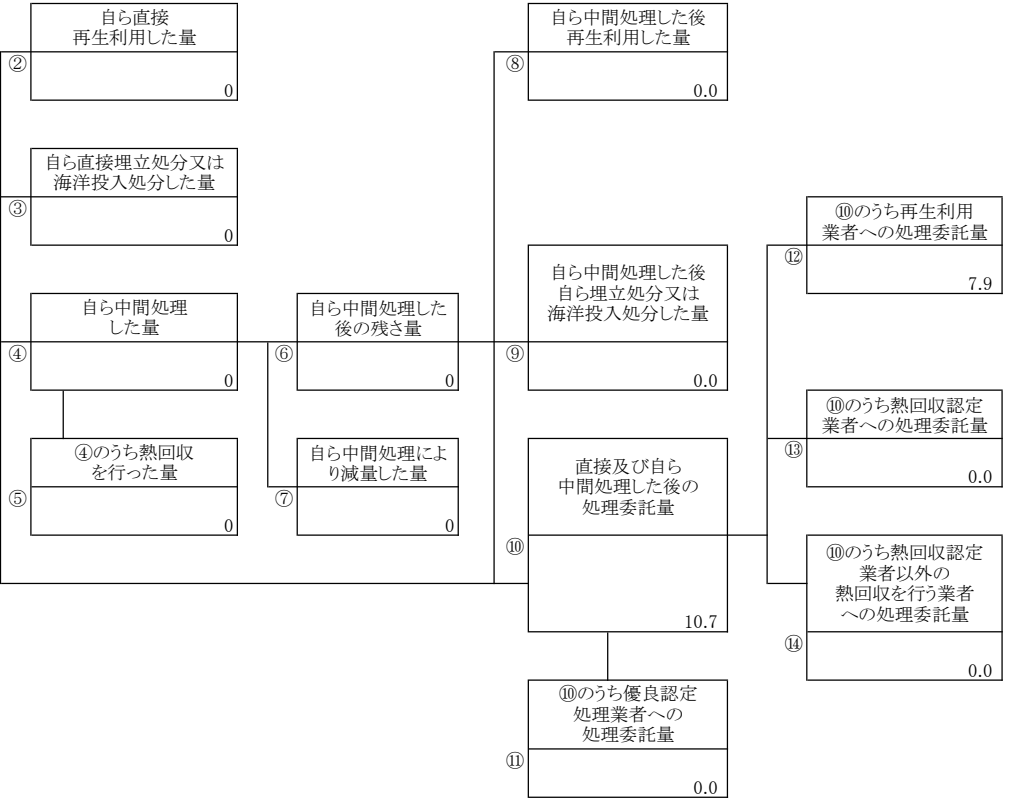 自ら直接
再生利用した量
②
0
自ら直接埋立処分又は
海洋投入処分した量
③
0
自ら中間処理
した量
④
0
④のうち熱回収
を行った量
⑤
0
自ら中間処理した
後の残さ量
⑥
0
自ら中間処理によ
り減量した量
⑦
0
自ら中間処理した後
再生利用した量
⑧
0.0
自ら中間処理した後
自ら埋立処分又は
海洋投入処分した量
⑨
0.0
直接及び自ら
中間処理した後の
処理委託量
⑩
10.7
⑩のうち優良認定
処理業者への
処理委託量
⑪
0.0
⑩のうち再生利用
業者への処理委託量
⑫
7.9
⑩のうち熱回収認定
業者への処理委託量
⑬
0.0
⑩のうち熱回収認定
業者以外の
熱回収を行う業者
への処理委託量
⑭
0.0